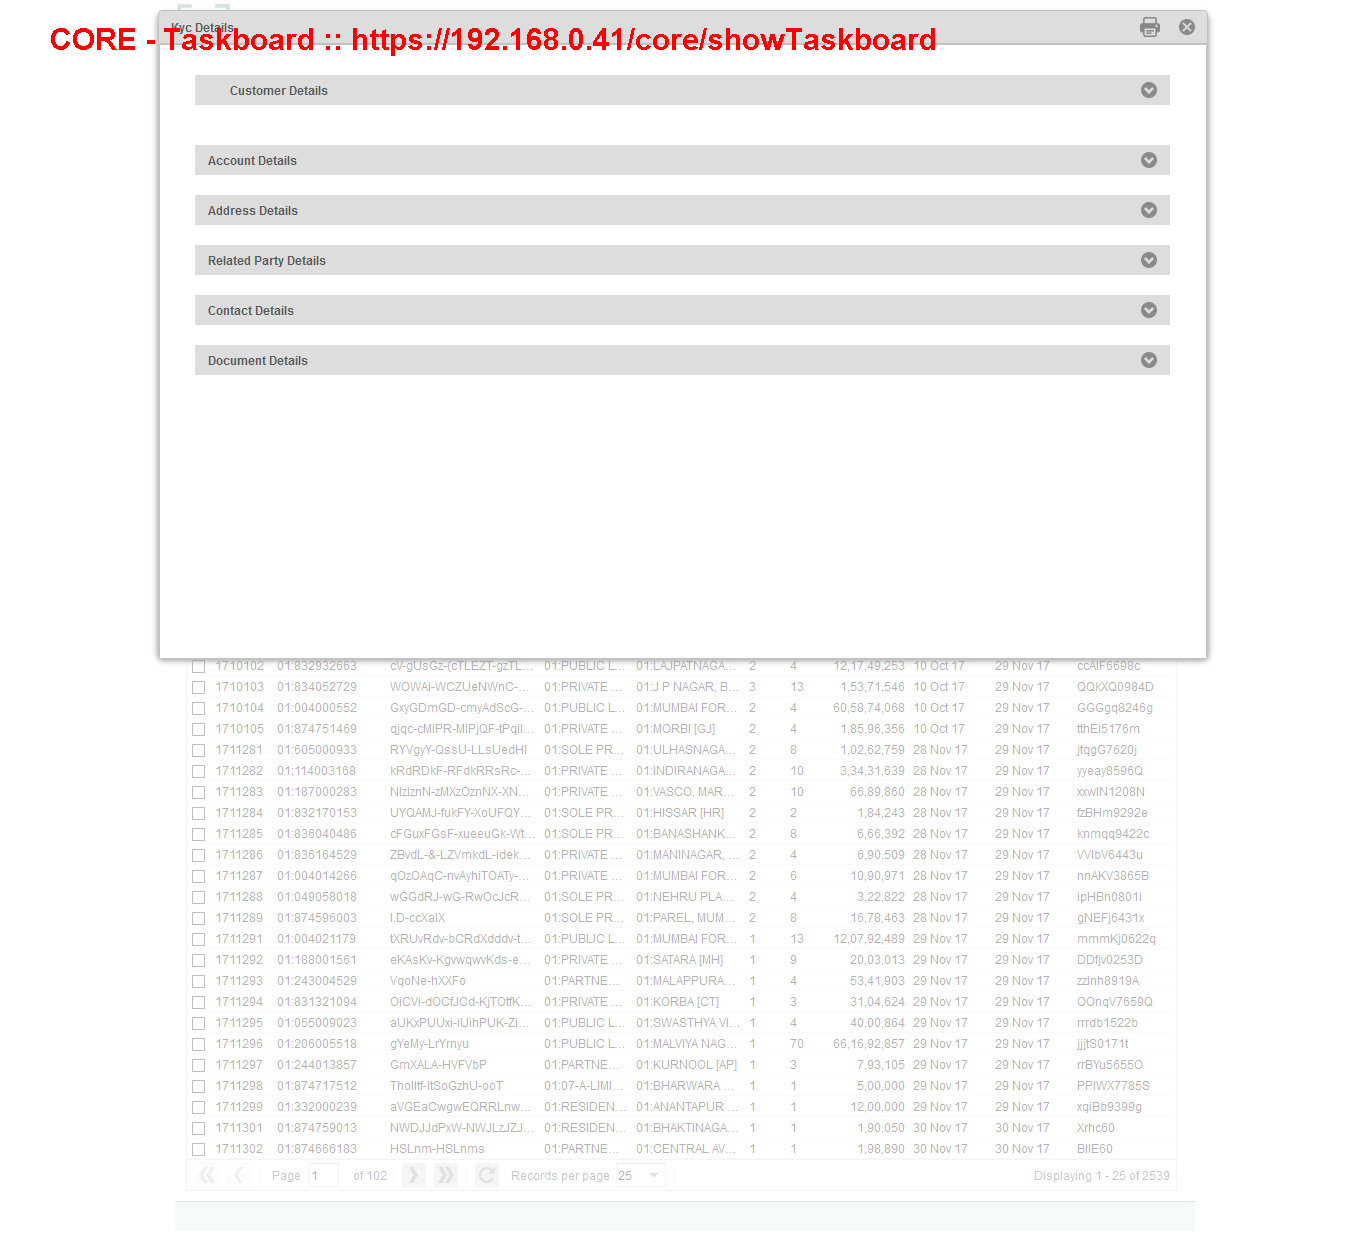 Kyc Details
CORE - Taskboard :: https://192.168.0.41/core/showTaskboard
Customer Details
Account Details
Address Details
Related Party Details
Contact Details
Document Details
1710102 01:832932663 cV-gUsGz-(cTLEZT-gzTL... 01:PUBLIC L... 01:LAJPATNAGA... 2 4 12,17,49,253 10 Oct 17 29 Nov 17 ccAIF6698c
1710103 01:834052729 WOWAi-WCZUeNWnC-... 01:PRIVATE ... 01:J P NAGAR, B... 3 13 1,53,71,546 10 Oct 17 29 Nov 17 QQkXQ0984D
1710104 01:004000552 GxyGDmGD-cmyAdScG-... 01:PUBLIC L... 01:MUMBAI FOR... 2 4 60,58,74,068 10 Oct 17 29 Nov 17 GGGgq8246g
1710105 01:874751469 qjqc-cMIPR-MIPjQF-tPqiI... 01:PRIVATE ... 01:MORBI [GJ] 2 4 1,85,96,356 10 Oct 17 29 Nov 17 tthEi5176m
1711281 01:605000933 RYVgyY-QssU-LLsUedHI 01:SOLE PR... 01:ULHASNAGA... 2 8 1,02,62,759 28 Nov 17 29 Nov 17 jtqgG7620j
1711282 01:114003168 kRdRDkF-RFdkRRsRc-... 01:PRIVATE ... 01:INDIRANAGA... 2 10 3,34,31,639 28 Nov 17 29 Nov 17 yyeay8596Q
1711283 01:187000283 NIzIznN-zMXzOznNX-XN... 01:PRIVATE ... 01:VASCO, MAR... 2 10 66,89,860 28 Nov 17 29 Nov 17 xxwIN1208N
1711284 01:832170153 UYQAMJ-fukFY-XoUFQY... 01:SOLE PR... 01:HISSAR [HR] 2 2 1,84,243 28 Nov 17 29 Nov 17 fzBHm9292e
1711285 01:836040486 cFGuxFGsF-xueeuGk-Wt... 01:SOLE PR... 01:BANASHANK... 2 8 6,66,392 28 Nov 17 29 Nov 17 knmqq9422c
1711286 01:836164529 ZBvdL-&-LZVmkdL-idek... 01:PRIVATE ... 01:MANINAGAR, ... 2 4 6,90,509 28 Nov 17 29 Nov 17 VVIbV6443u
1711287 01:004014266 qOzOAqC-nvAyhiTOATy-... 01:PRIVATE ... 01:MUMBAI FOR... 2 6 10,90,971 28 Nov 17 29 Nov 17 nnAKV3865B
1711288 01:049058018 wGGdRJ-wG-RwOcJcR... 01:SOLE PR... 01:NEHRU PLA... 2 4 3,22,822 28 Nov 17 29 Nov 17 ipHBn0801i
1711289 01:874596003 I.D-ccXaIX 01:SOLE PR... 01:PAREL, MUM... 2 8 16,78,463 28 Nov 17 29 Nov 17 gNEFj6431x
1711291 01:004021179 tXRUvRdv-bCRdXdddv-t... 01:PUBLIC L... 01:MUMBAI FOR... 1 13 12,07,92,489 29 Nov 17 29 Nov 17 mmmKj0622q
1711292 01:188001561 eKAsKv-KgvwqwvKds-e... 01:PRIVATE ... 01:SATARA [MH] 1 9 20,03,013 29 Nov 17 29 Nov 17 DDfjv0253D
1711293 01:243004529 VqoNe-hXXFo 01:PARTNE... 01:MALAPPURA... 1 4 53,41,903 29 Nov 17 29 Nov 17 zzInh8919A
1711294 01:831321094 OiCVi-dOCfJCd-KjTOtfK... 01:PRIVATE ... 01:KORBA [CT] 1 3 31,04,624 29 Nov 17 29 Nov 17 OOnqV7659Q
1711295 01:055009023 aUKxPUUxi-iUihPUK-Zi... 01:PUBLIC L... 01:SWASTHYA VI... 1 4 40,00,864 29 Nov 17 29 Nov 17 rrrdb1522b
1711296 01:206005518 gYeMy-LrYrnyu 01:PUBLIC L... 01:MALVIYA NAG... 1 70 66,16,92,857 29 Nov 17 29 Nov 17 jjjtS0171t
1711297 01:244013857 GmXALA-HVFVbP 01:PARTNE... 01:KURNOOL [AP] 1 3 7,93,105 29 Nov 17 29 Nov 17 rrBYu5655O
1711298 01:874717512 ThoIItf-ItSoGzhU-ooT 01:07-A-LIMI... 01:BHARWARA ... 1 1 5,00,000 29 Nov 17 29 Nov 17 PPIWX7785S
1711299 01:332000239 aVGEaCwgwEQRRLnw... 01:RESIDEN... 01:ANANTAPUR ... 1 1 12,00,000 29 Nov 17 29 Nov 17 xqiBb9399g
1711301 01:874759013 NWDJJdPxW-NWJLzJZJ... 01:RESIDEN... 01:BHAKTINAGA... 1 1 1,90,050 30 Nov 17 30 Nov 17 Xrhc60
1711302 01:874666183 HSLnm-HSLnms 01:PARTNE... 01:CENTRAL AV... 1 1 1,98,890 30 Nov 17 30 Nov 17 BIIE60
Page 1 of 102 Records per page 25 Displaying 1 - 25 of 2539